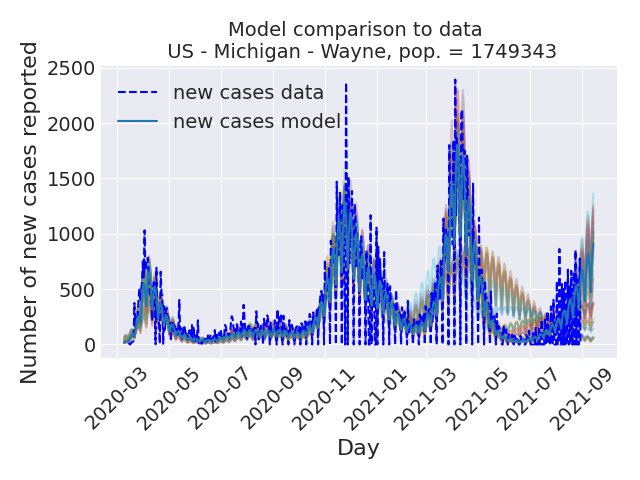 Model comparison to data
US - Michigan - Wayne, pop. = 1749343
Number of new cases reported
2500
2000
1500
1000
500
0
new cases data
new cases model
2020-03
2020-05
2020-07
2020-09
2020-11
2021-01
2021-03
2021-05
2021-07
2021-09
Day